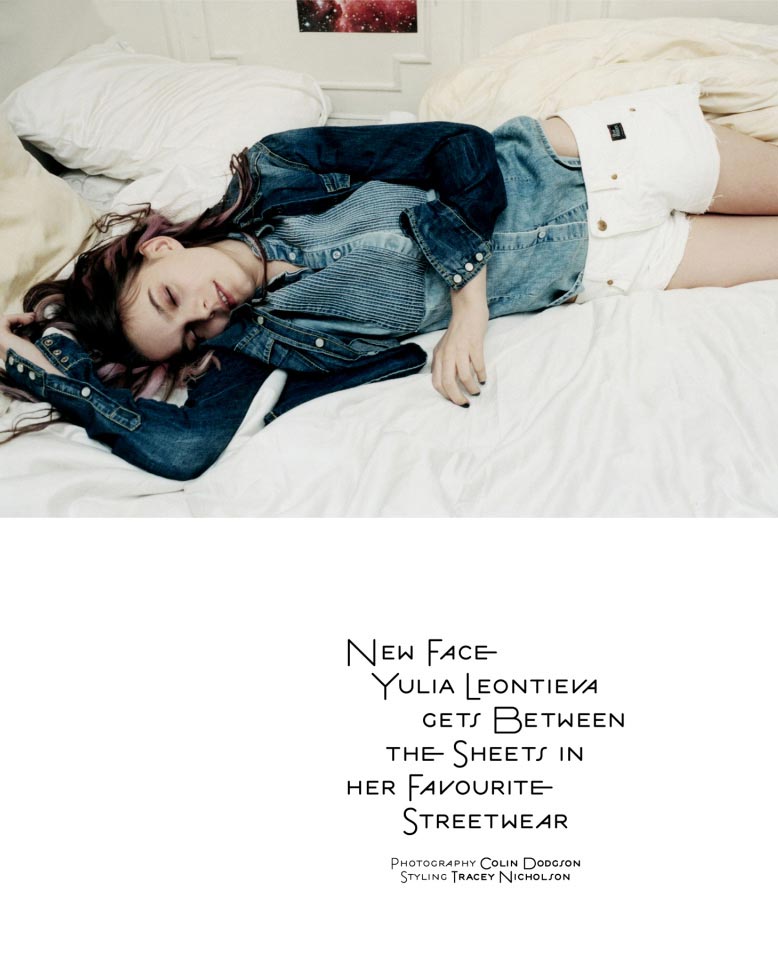 New Face
Yulia Leontieva
gets Between
the Sheets in
her Favourite
Streetwear
Photography Colin Dodgson
Styling Tracey Nicholson